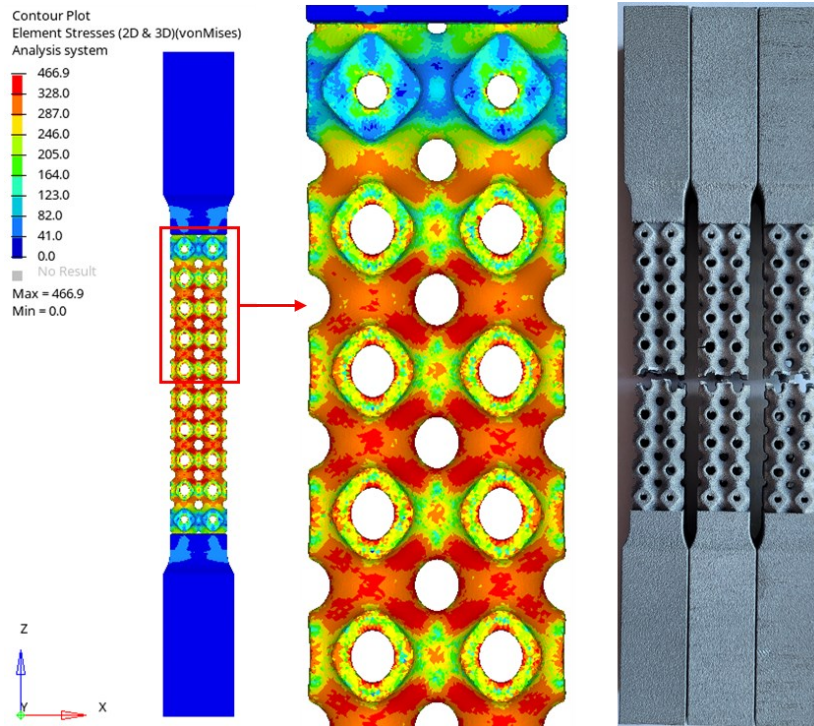 Contour Plot
Element Stresses (2D & 3D)(vonMises)
Analysis system
466.9
328.0
287.0
246.0
205.0
164.0
123.0
82.0
41.0
0.0
No Result
Max = 466.9
Min = 0.0
Z
Y
X